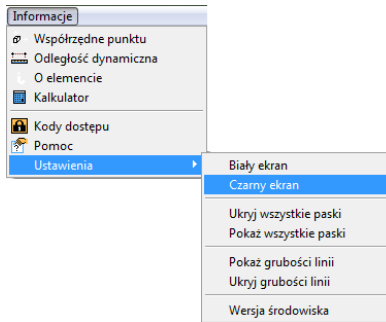 Informacje
Współrzędne punktu
Odległość dynamiczna
O elemencie
Kalkulator
Kody dostępu
Pomoc
Ustawienia
Biały ekran
Czarny ekran
Ukryj wszystkie paski
Pokaż wszystkie paski
Pokaż grubości linii
Ukryj grubości linii
Wersja środowiska